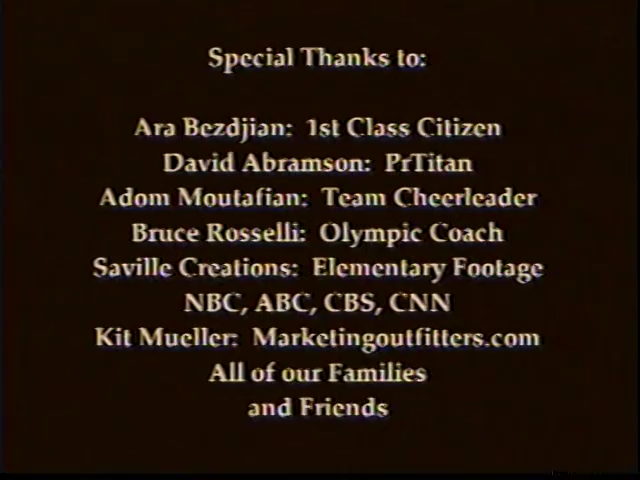 Special Thanks to:
Ara Bezdjian: 1st Class Citizen
David Abramson: PrTitan
Adom Moutafian: Team Cheerleader
Bruce Rosselli: Olympic Coach
Saville Creations: Elementary Footage
NBC, ABC, CBS, CNN
Kit Mueller: Marketingoutfitters.com
All of our Families
and Friends